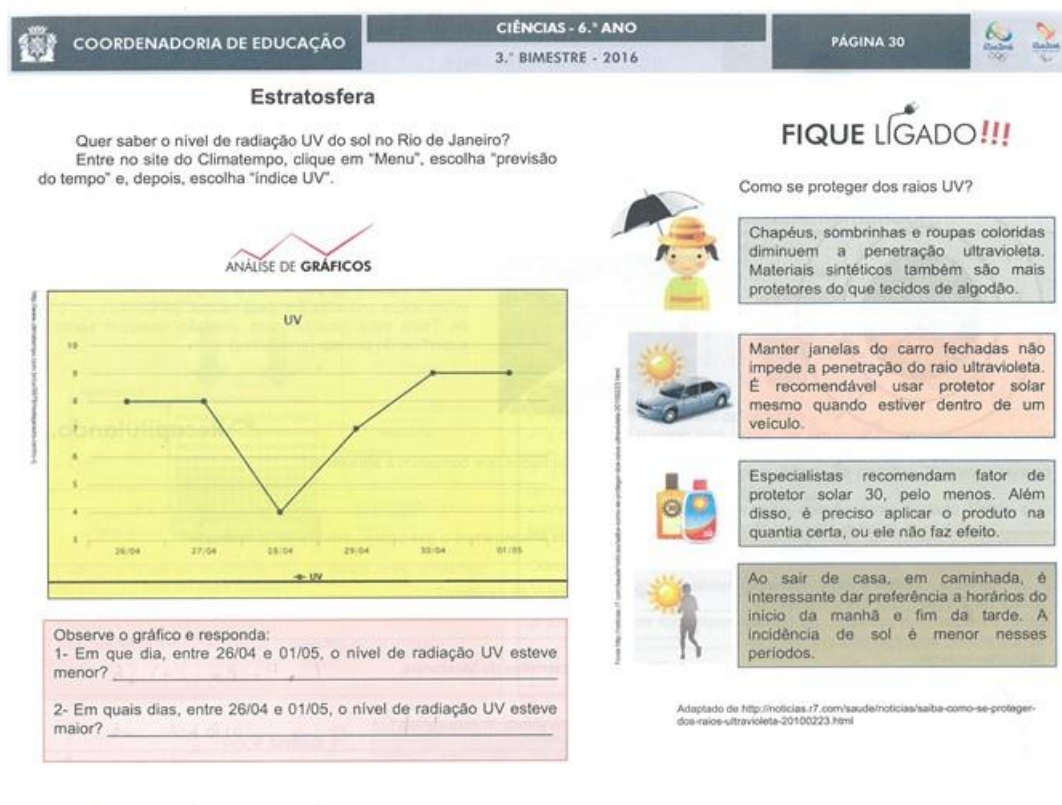 COORDENADORIA DE EDUCAÇÃO
CIÊNCIAS - 6.° ANO
3.° BIMESTRE - 2016
PÁGINA 30
Estratosfera
Quer saber o nível de radiação UV do sol no Rio de Janeiro?
Entre no site do Climatempo, clique em "Menu", escolha "previsão
do tempo" e, depois, escolha "índice UV".
ANÁLISE DE GRÁFICOS
UV
10
9
8
6
5
4
3
26/04 27/04 28/04 29/04 30/04 01/05
UV
Observe o gráfico e responda:
1- Em que dia, entre 26/04 e 01/05, o nível de radiação UV esteve
menor?
2- Em quais dias, entre 26/04 e 01/05, o nível de radiação UV esteve
maior?
FIQUE LIGADO!!!
Como se proteger dos raios UV?
Chapéus, sombrinhas e roupas coloridas
diminuem a penetração ultravioleta.
Materiais sintéticos também são mais
protetores do que tecidos de algodão.
Manter janelas do carro fechadas não
impede a penetração do raio ultravioleta.
É recomendável usar protetor solar
mesmo quando estiver dentro de um
veículo.
Especialistas recomendam fator de
protetor solar 30, pelo menos. Além
disso, é preciso aplicar o produto na
quantia certa, ou ele não faz efeito.
30
Ao sair de casa, em caminhada, é
interessante dar preferência a horários do
início da manhã e fim da tarde. A
incidência de sol é menor nesses
períodos.
Adaptado de http://noticias.r7.com/saude/noticias/saiba-como-se-proteger-
dos-raios-ultravioleta-20100223.html